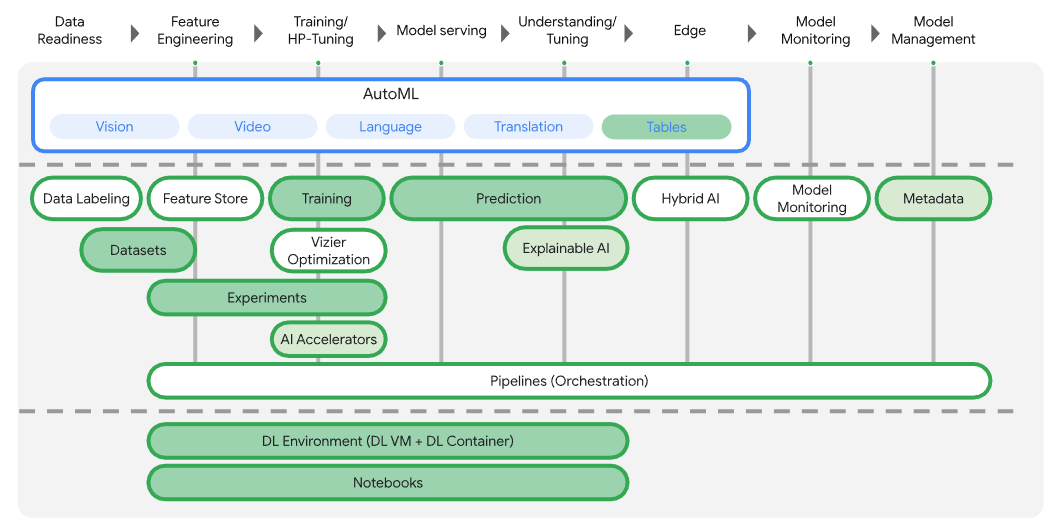 Data
Readiness
Feature
Engineering
Training/
HP-Tuning
Model serving
Understanding/
Tuning
Edge
Model
Monitoring
Model
Management
AutoML
Vision
Video
Language
Translation
Tables
Data Labeling
Feature Store
Training
Prediction
Hybrid AI
Model
Monitoring
Metadata
Datasets
Vizier
Optimization
Explainable AI
Experiments
AI Accelerators
Pipelines (Orchestration)
DL Environment (DL VM + DL Container)
Notebooks